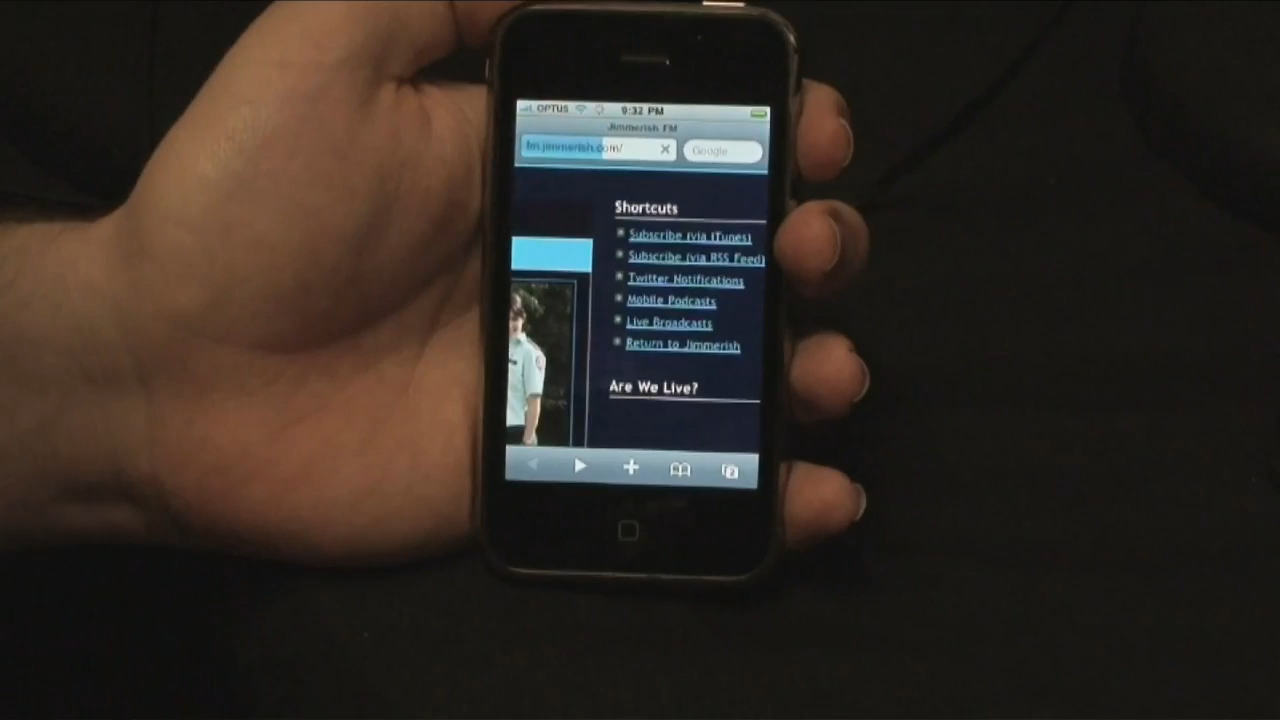 OPTUS 9:32 PM
Jimmerish FM
fm.jimmerish.com/ Google
Shortcuts
Subscribe (via iTunes)
Subscribe (via RSS Feed)
Twitter Notifications
Mobile Podcasts
Live Broadcasts
Return to Jimmerish
Are We Live?
2